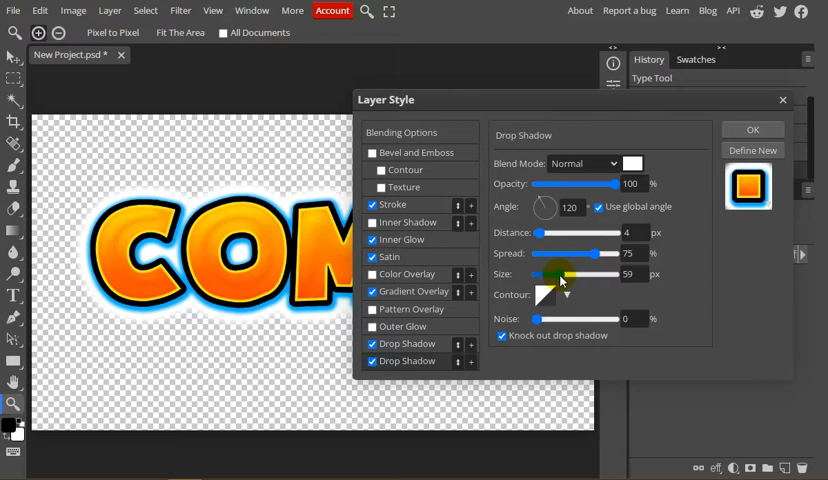 File Edit Image Layer Select Filter View Window More Account About Report a bug Learn Blog API
Pixel to Pixel Fit The Area All Documents
New Project.psd *
History Swatches
Type Tool
Layer Style
Blending Options
Bevel and Emboss
Contour
Texture
Stroke
Inner Shadow
Inner Glow
Satin
Color Overlay
Gradient Overlay
Pattern Overlay
Outer Glow
Drop Shadow
Drop Shadow
Drop Shadow
Blend Mode: Normal
Opacity: 100 %
Angle: 120 ° Use global angle
Distance: 4 px
Spread: 75 %
Size: 59 px
Contour:
Noise: 0 %
Knock out drop shadow
OK
Define New
COM
eff